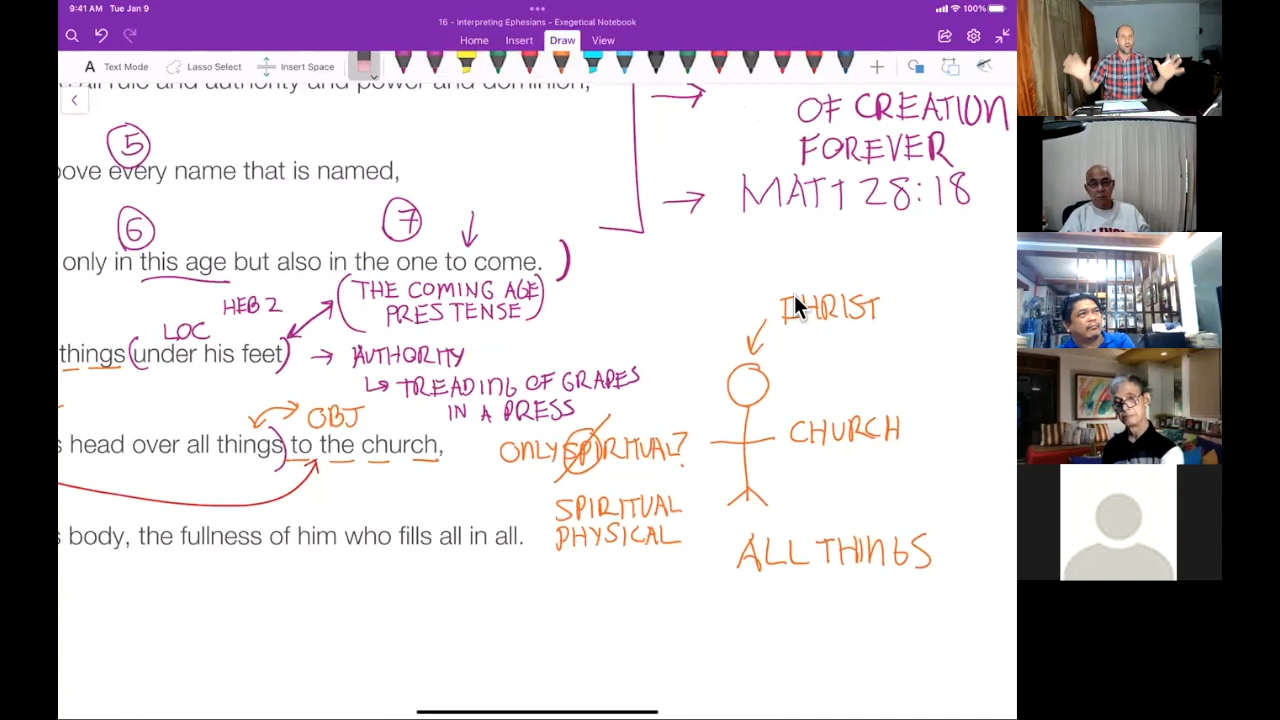 9:41 AM Tue Jan 9
100%
16 - Interpreting Ephesians - Exegetical Notebook
Home Insert Draw View
A Text Mode Lasso Select Insert Space
all rule and authority and power and dominion,
OF CREATION
FOREVER
5
above every name that is named,
MATT 28:18
6
7
only in this age but also in the one to come.)
HEB 2
(THE COMING AGE
PRES TENSE)
CHRIST
LOC
things (under his feet) → AUTHORITY
↳ TREADING OF GRAPES
IN A PRESS
OBJ
head over all things) to the church,
ONLY SPIRITUAL?
CHURCH
SPIRITUAL
PHYSICAL
body, the fullness of him who fills all in all.
ALL THINGS